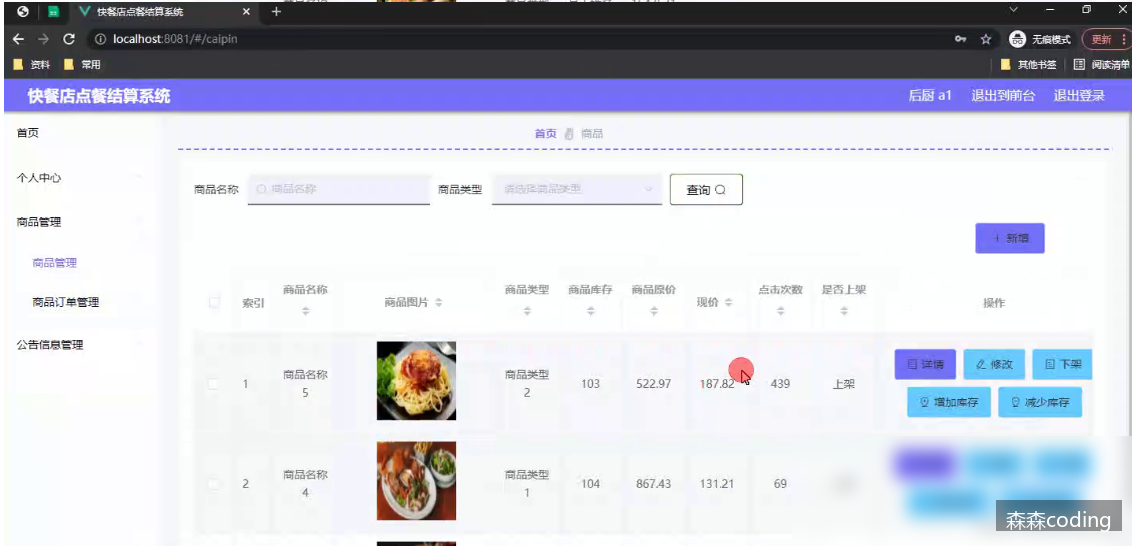 快餐店点餐结算系统
localhost:8081/#/caipin
无痕模式
更新
资料
常用
其他书签
阅读清单
快餐店点餐结算系统
后厨 a1
退出到前台
退出登录
首页
个人中心
商品管理
商品管理
商品订单管理
公告信息管理
首页
商品
商品名称
商品名称
商品类型
请选择商品类型
查询
+ 新增
索引
商品名称
商品图片
商品类型
商品库存
商品原价
现价
点击次数
是否上架
操作
1
商品名称
5
商品类型
2
103
522.97
187.82
439
上架
详情
修改
下架
增加库存
减少库存
2
商品名称
4
商品类型
1
104
867.43
131.21
69
森森coding